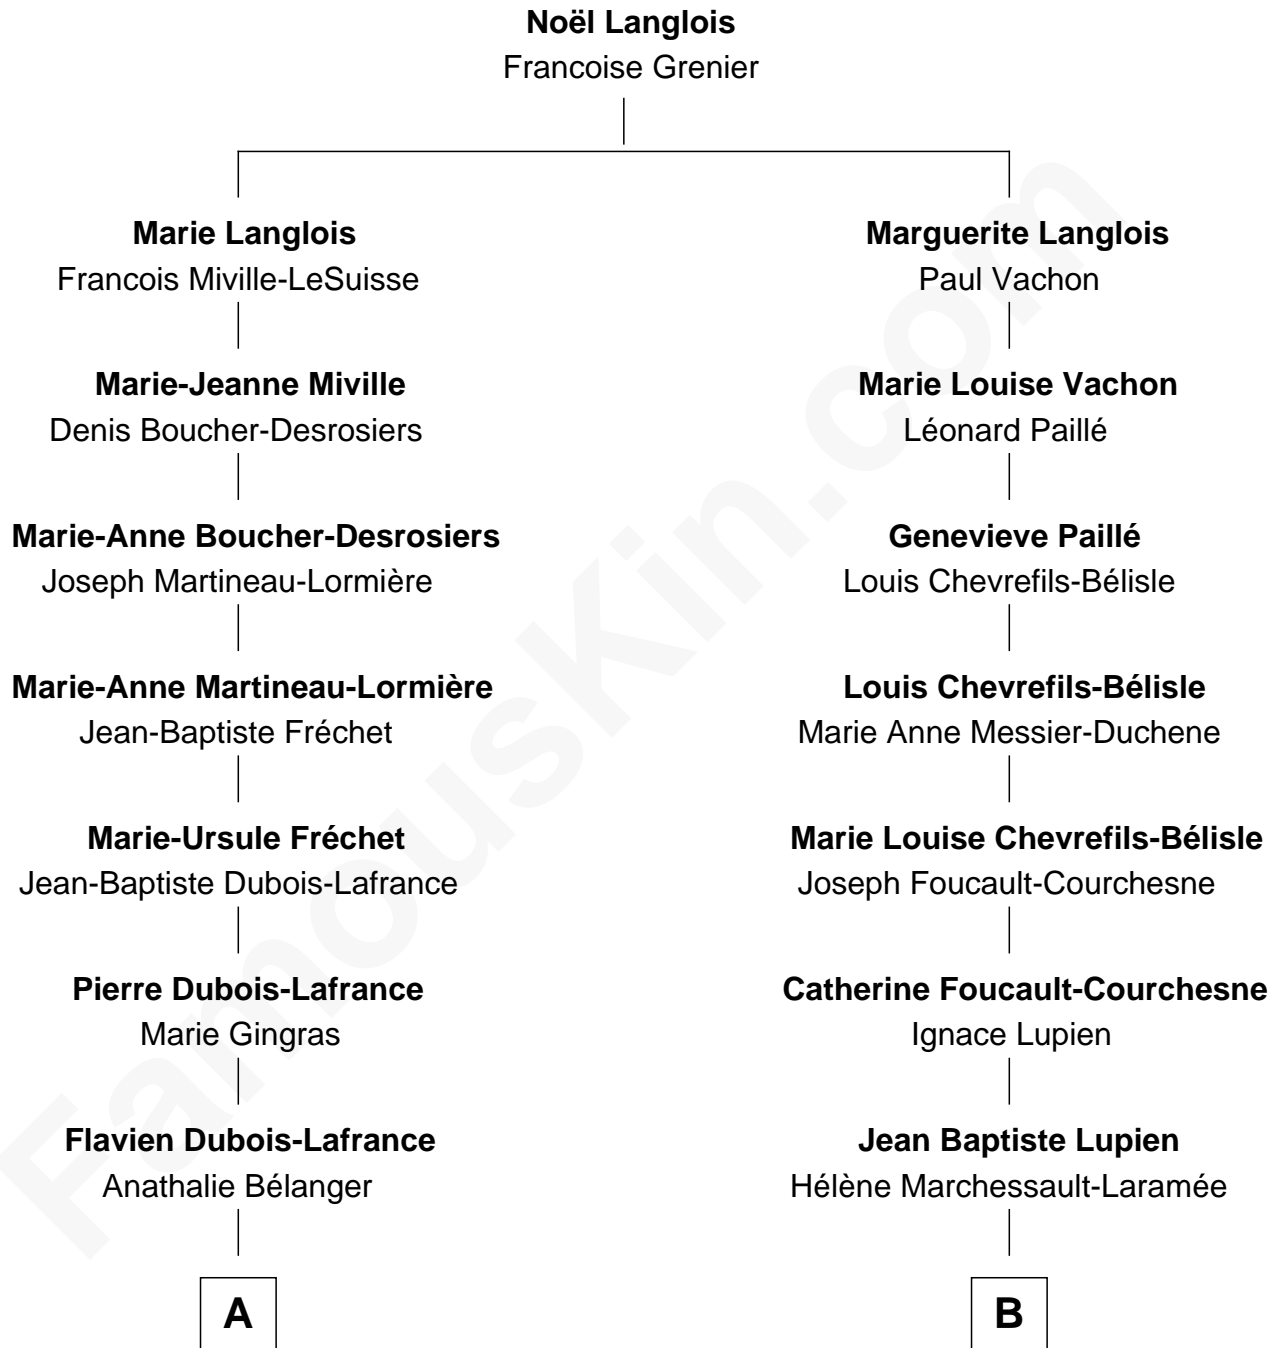 Noël Langlois
Francoise Grenier
Marie Langlois
Francois Miville-LeSuisse
Marguerite Langlois
Paul Vachon
Marie-Jeanne Miville
Denis Boucher-Desrosiers
Marie Louise Vachon
Léonard Paillé
Marie-Anne Boucher-Desrosiers
Joseph Martineau-Lormière
Genevieve Paillé
Louis Chevrefils-Bélisle
Marie-Anne Martineau-Lormière
Jean-Baptiste Fréchet
Louis Chevrefils-Bélisle
Marie Anne Messier-Duchene
Marie-Ursule Fréchet
Jean-Baptiste Dubois-Lafrance
Marie Louise Chevrefils-Bélisle
Joseph Foucault-Courchesne
Pierre Dubois-Lafrance
Marie Gingras
Catherine Foucault-Courchesne
Ignace Lupien
Flavien Dubois-Lafrance
Anathalie Bélanger
Jean Baptiste Lupien
Hélène Marchessault-Laramée
A
B
FamousKin.com